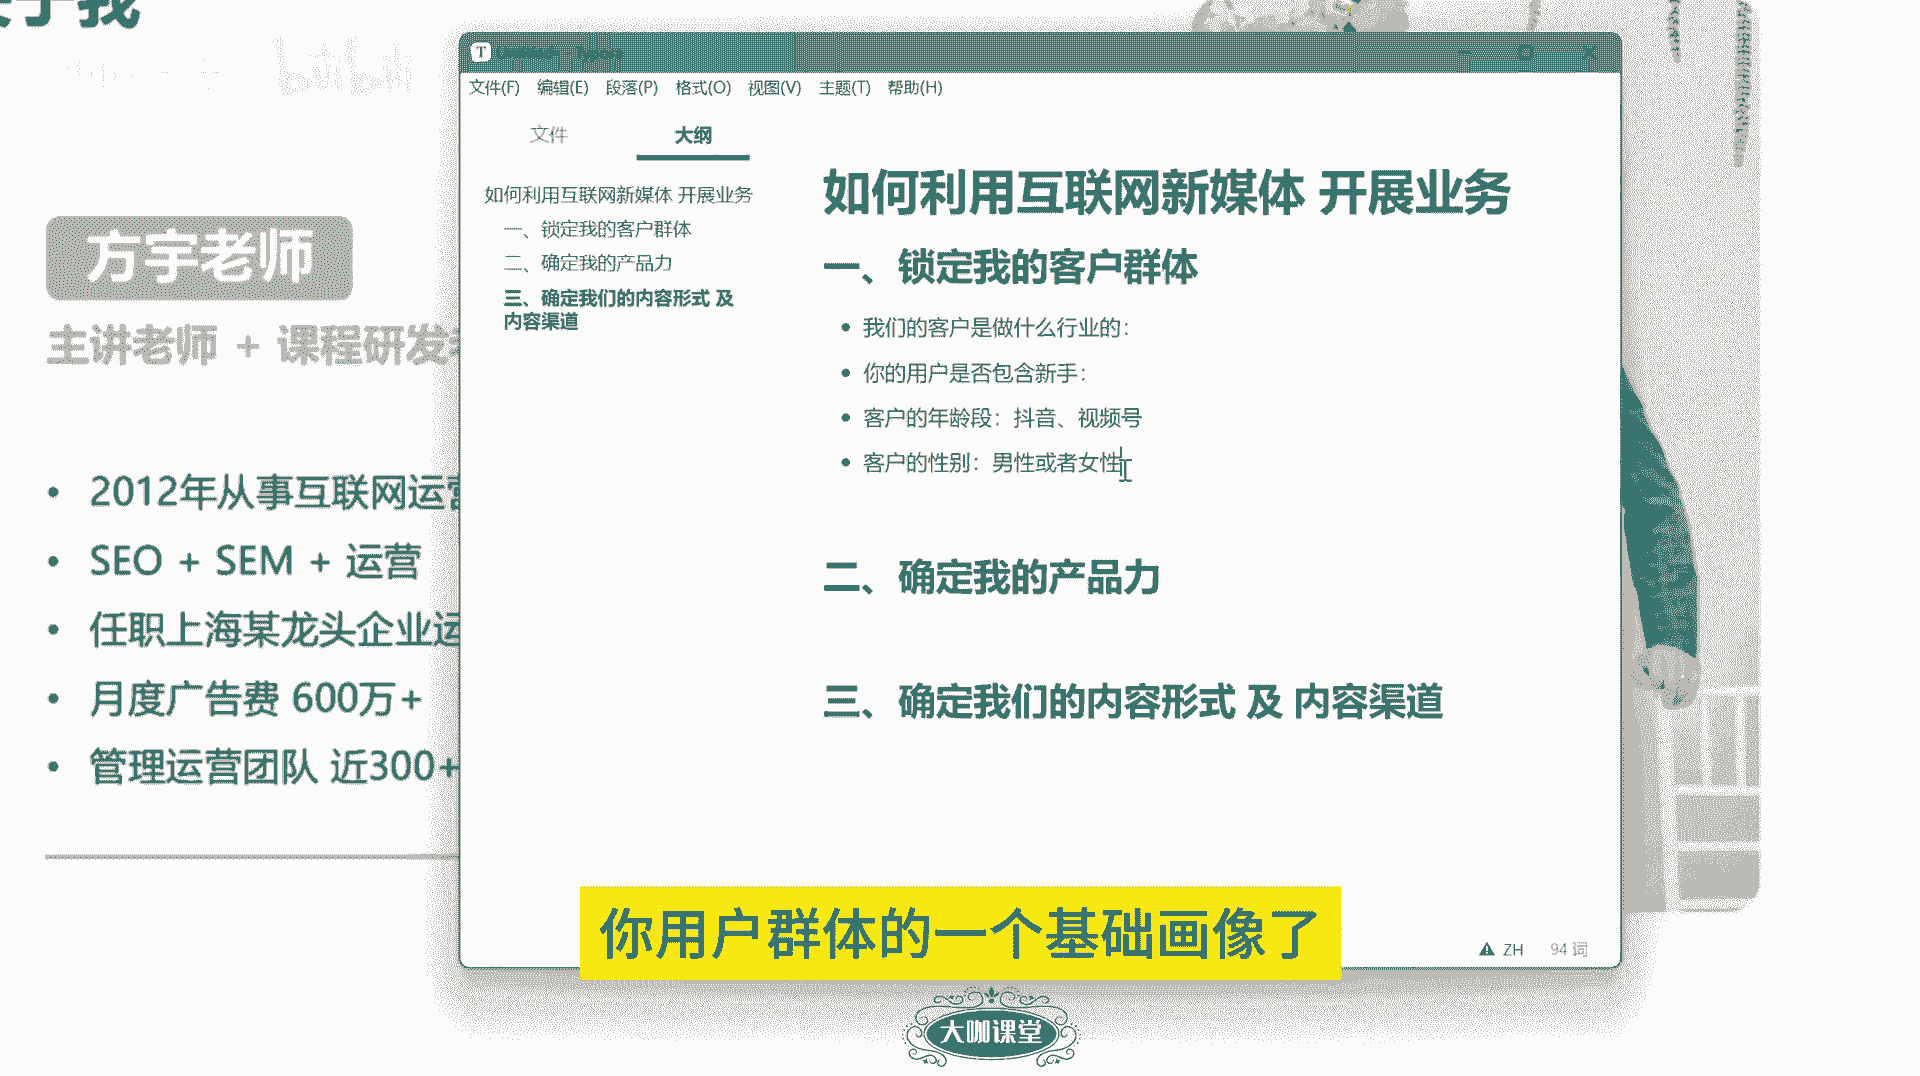 于我
bilibili
方宇老师
主讲老师 + 课程研发
• 2012年从事互联网运营
• SEO + SEM + 运营
• 任职上海某龙头企业运
• 月度广告费 600万+
• 管理运营团队 近300+
T
文件(F) 编辑(E) 段落(P) 格式(O) 视图(V) 主题(T) 帮助(H)
文件 大纲
如何利用互联网新媒体 开展业务
一、锁定我的客户群体
二、确定我的产品力
三、确定我们的内容形式 及
内容渠道
如何利用互联网新媒体 开展业务
一、锁定我的客户群体
• 我们的客户是做什么行业的：
• 你的用户是否包含新手：
• 客户的年龄段：抖音、视频号
• 客户的性别：男性或者女性
二、确定我的产品力
三、确定我们的内容形式 及 内容渠道
ZH 94 词
你用户群体的一个基础画像了
大咖课堂